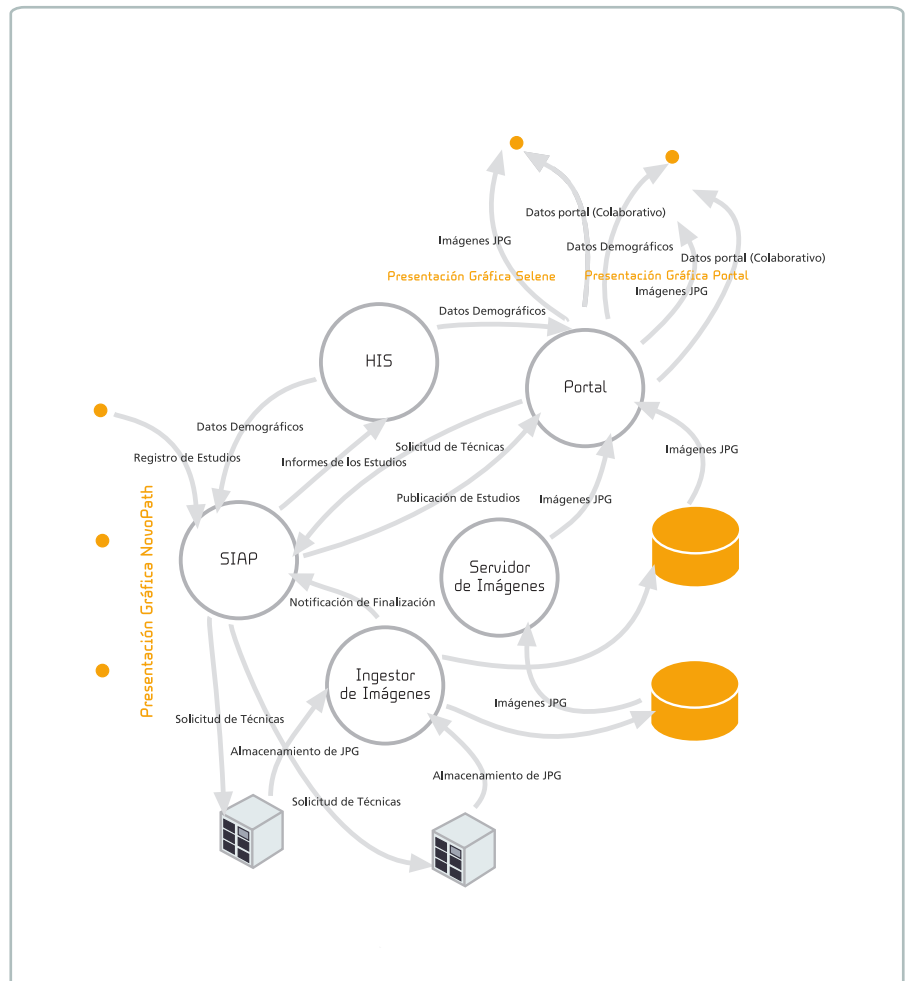 Datos portal (Colaborativo)
Imágenes JPG
Datos Demográficos
Datos portal (Colaborativo)
Presentación Gráfica Selene
Presentación Gráfica Portal
Imágenes JPG
Datos Demográficos
HIS
Portal
Datos Demográficos
Solicitud de Técnicas
Imágenes JPG
Registro de Estudios
Informes de los Estudios
Publicación de Estudios
Imágenes JPG
Presentación Gráfica NovoPath
SIAP
Servidor
de Imágenes
Notificación de Finalización
Ingestor
de Imágenes
Imágenes JPG
Solicitud de Técnicas
Almacenamiento de JPG
Almacenamiento de JPG
Solicitud de Técnicas